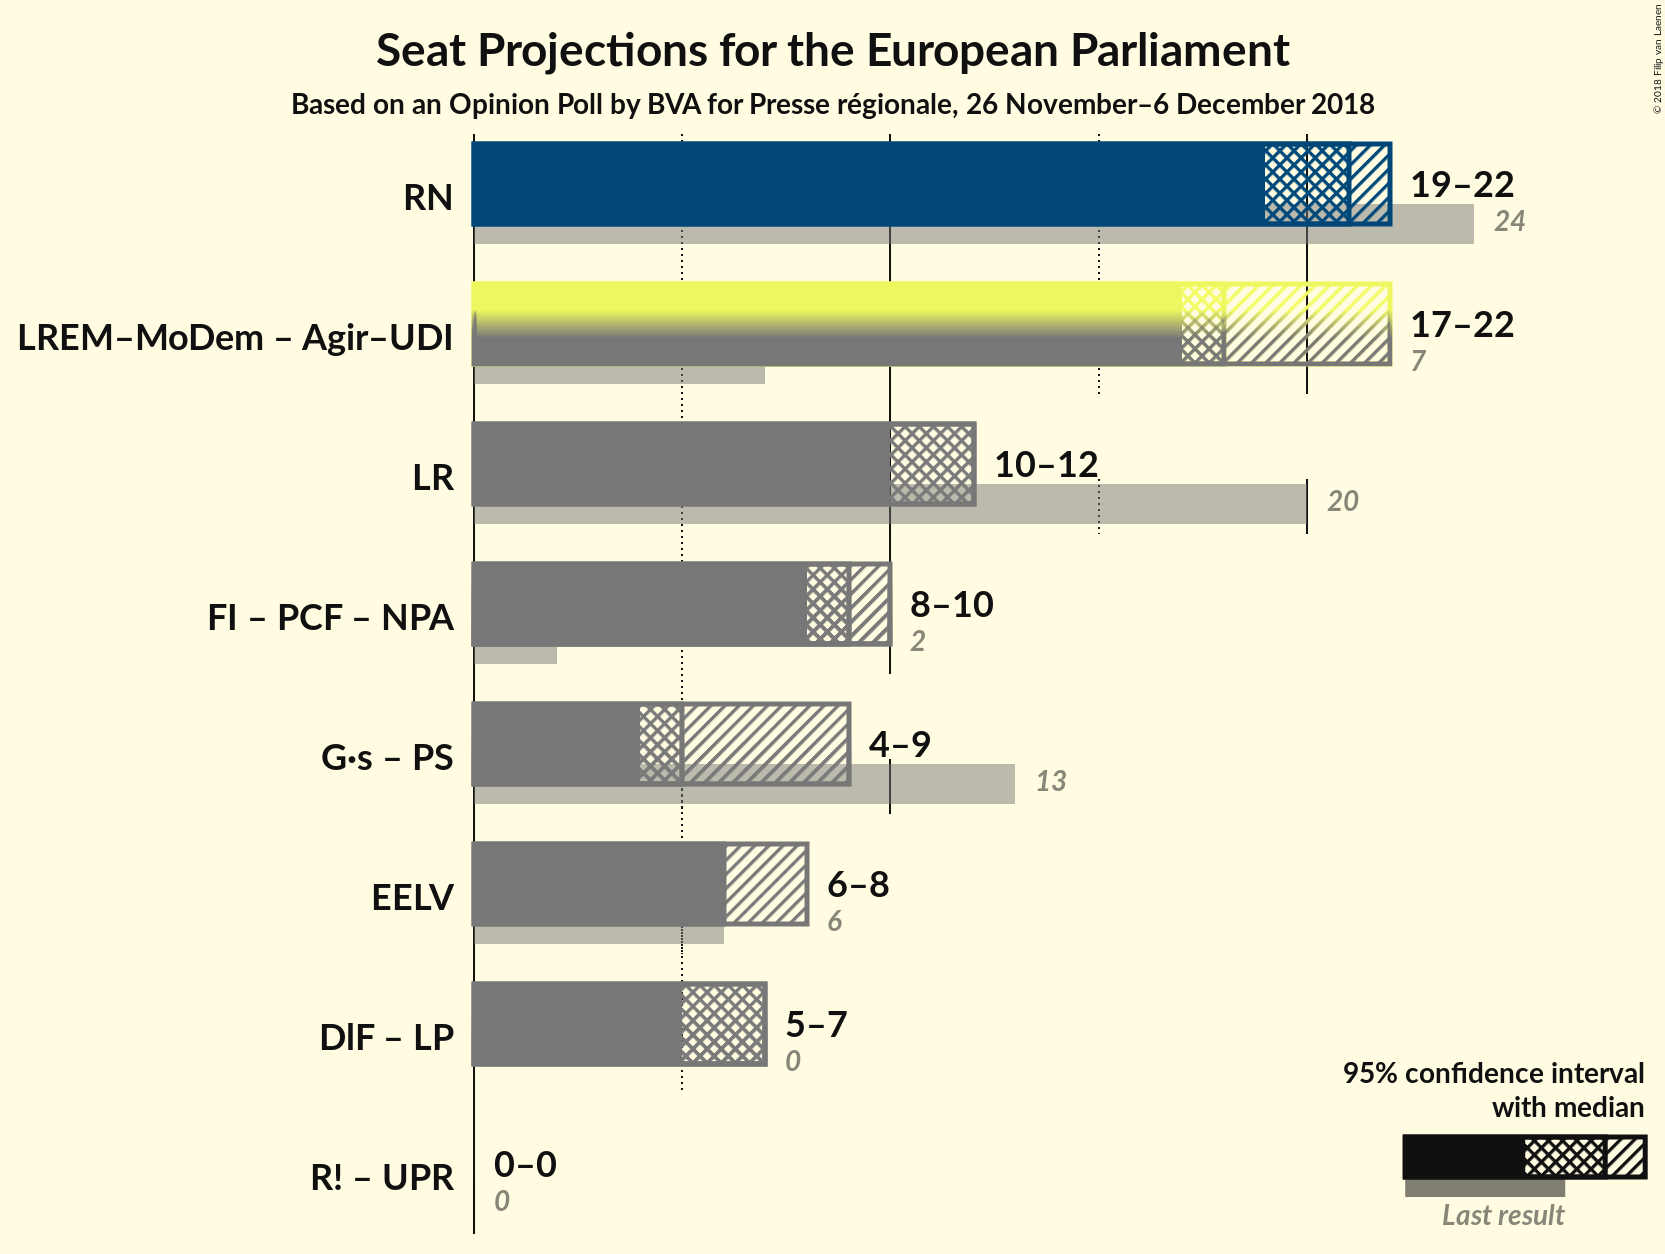 Seat Projections for the European Parliament
Based on an Opinion Poll by BVA for Presse régionale, 26 November–6 December 2018
© 2018 Filip van Laenen
RN
19–22
24
LREM–MoDem – Agir–UDI
17–22
7
LR
10–12
20
FI – PCF – NPA
8–10
2
G·s – PS
4–9
13
EELV
6–8
6
DlF – LP
5–7
0
R! – UPR
0–0
0
95% confidence interval
with median
Last result